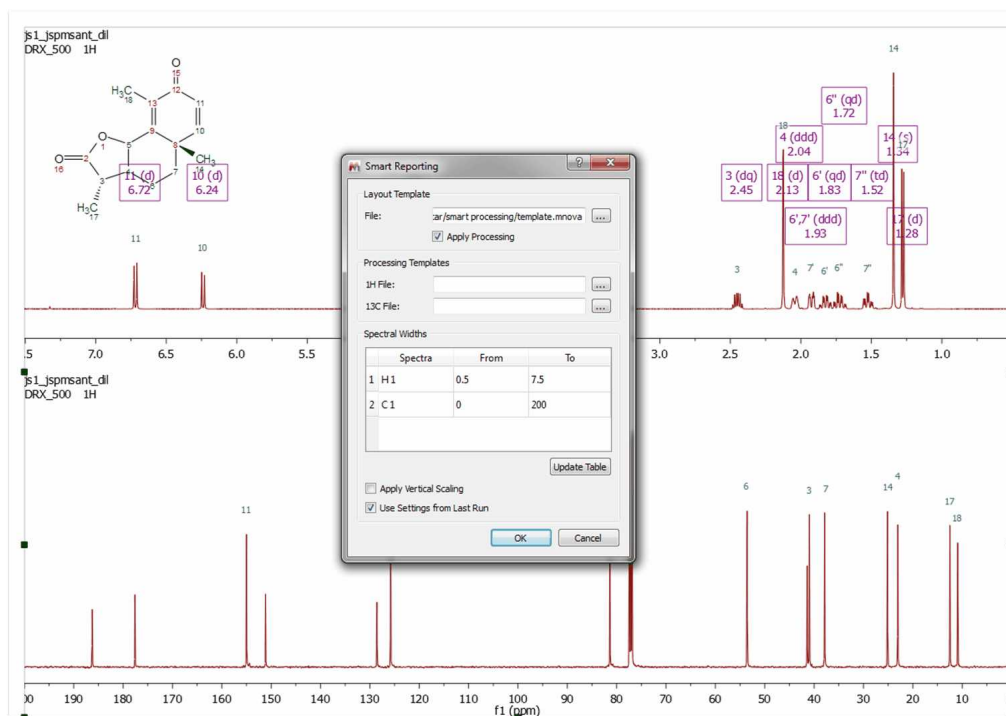 js1_jspmsant_dil
DRX_500 1H
O
15
H₃C
18
12
13
11
9
10
O
1
5
8
2
O
16
CH₃
14
7
3
4
6
H₃C
17
11 (d)
6.72
10 (d)
6.24
11
10
14
6'' (qd)
1.72
18
4 (ddd)
2.04
14 (s)
1.34
17
3 (dq)
2.45
18 (d)
2.13
6' (qd)
1.83
7'' (td)
1.52
6',7' (ddd)
1.93
17 (d)
1.28
3
4
7'
6'
6''
7''
7.0
6.5
6.0
5.5
3.0
2.5
2.0
1.5
1.0
Smart Reporting
Layout Template
File:
zar/smart processing/template.mnova
...
Apply Processing
Processing Templates
1H File:
...
13C File:
...
Spectral Widths
Spectra From To
1 H1 0.5 7.5
2 C1 0 200
Update Table
Apply Vertical Scaling
Use Settings from Last Run
OK
Cancel
js1_jspmsant_dil
DRX_500 1H
11
6
3
7
14
4
17
18
190 180 170 160 150 140 130 120 110 100 90 80 70 60 50 40 30 20 10 0
f1 (ppm)